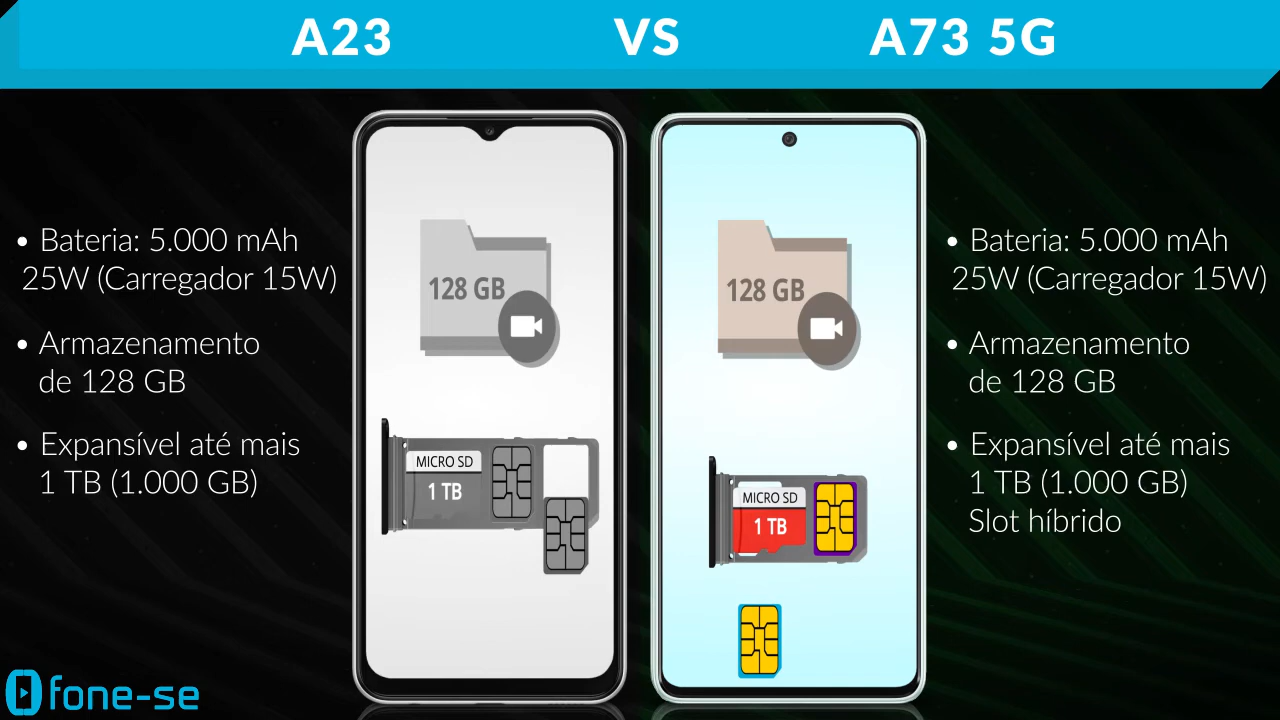 A23 VS A73 5G
• Bateria: 5.000 mAh
25W (Carregador 15W)
• Armazenamento
de 128 GB
• Expansível até mais
1 TB (1.000 GB)
128 GB
MICRO SD
1 TB
128 GB
MICRO SD
1 TB
• Bateria: 5.000 mAh
25W (Carregador 15W)
• Armazenamento
de 128 GB
• Expansível até mais
1 TB (1.000 GB)
Slot híbrido
fone-se